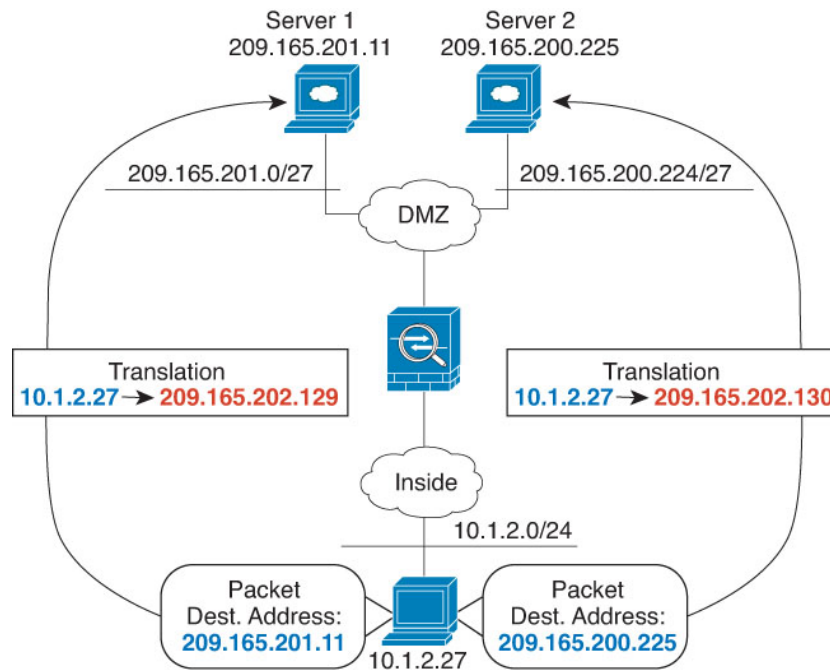 Server 1
209.165.201.11
Server 2
209.165.200.225
209.165.201.0/27
209.165.200.224/27
DMZ
Translation
10.1.2.27 → 209.165.202.129
Translation
10.1.2.27 → 209.165.202.130
Inside
10.1.2.0/24
Packet
Dest. Address:
209.165.201.11
Packet
Dest. Address:
209.165.200.225
10.1.2.27